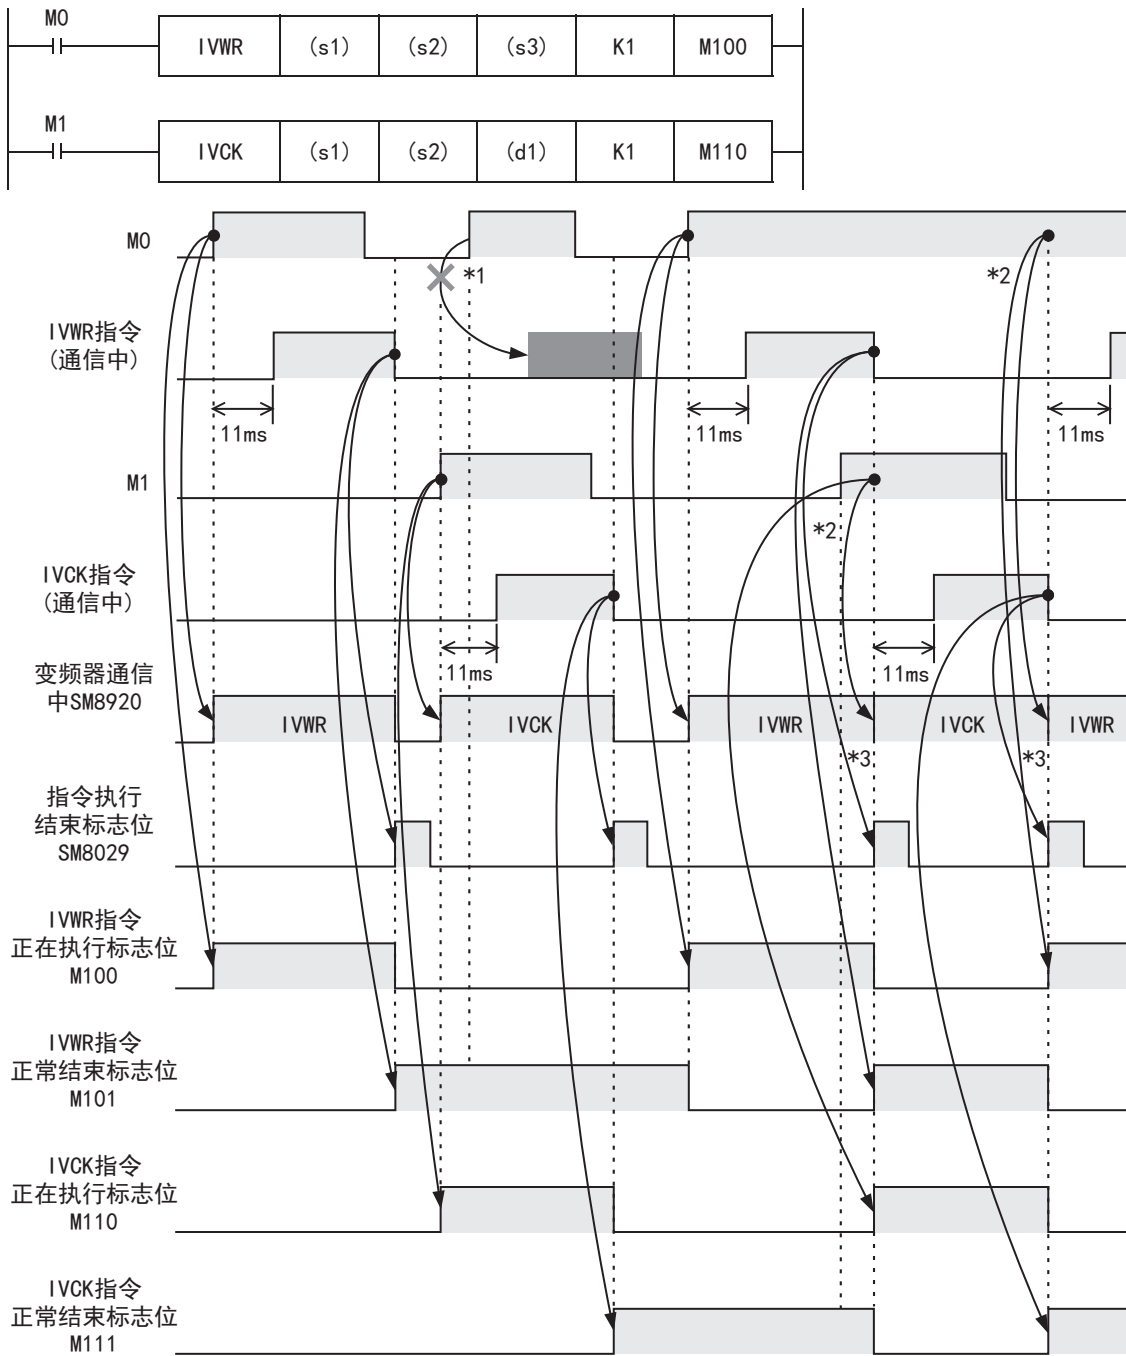 M0
IVWR (s1) (s2) (s3) K1 M100
M1
IVCK (s1) (s2) (d1) K1 M110
M0
*1
*2
IVWR指令
(通信中)
11ms 11ms 11ms
M1
*2
IVCK指令
(通信中)
11ms 11ms
变频器通信
中SM8920
IVWR IVCK IVWR IVCK IVWR
*3 *3
指令执行
结束标志位
SM8029
IVWR指令
正在执行标志位
M100
IVWR指令
正常结束标志位
M101
IVCK指令
正在执行标志位
M110
IVCK指令
正常结束标志位
M111